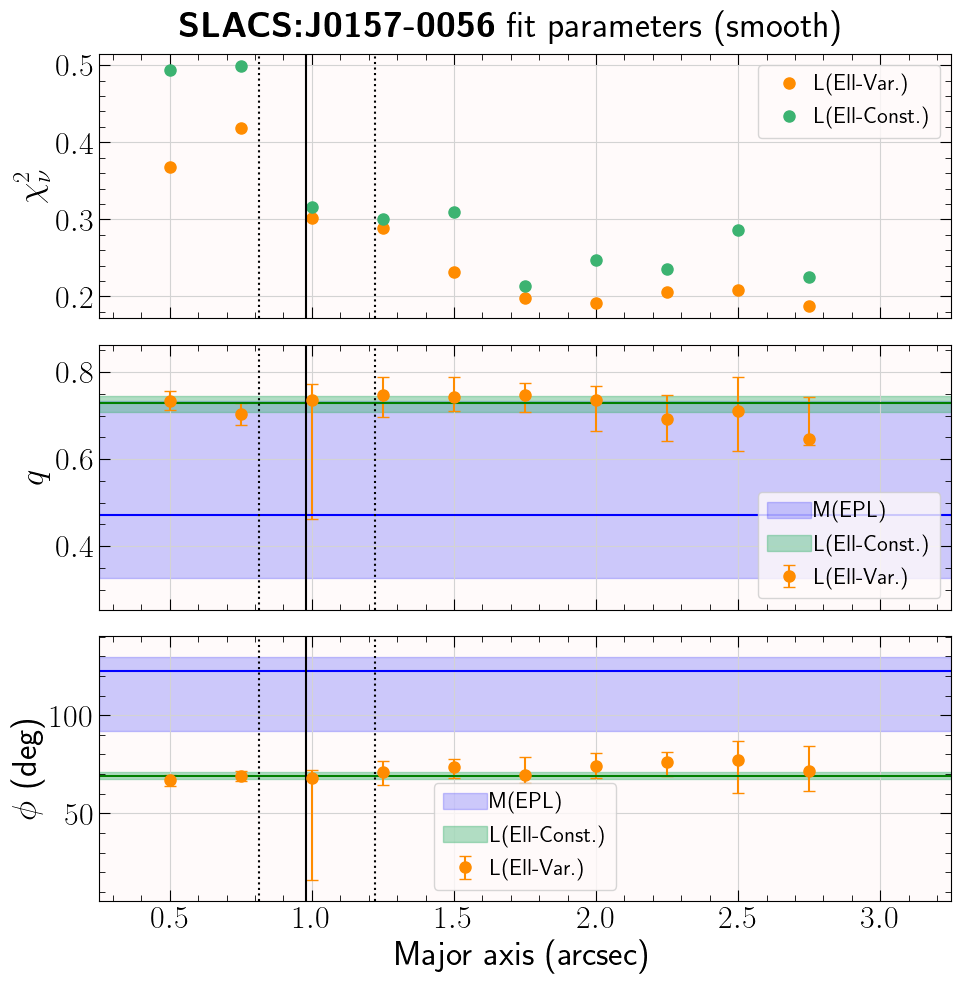 SLACS:J0157-0056 fit parameters (smooth)
0.5
0.4
0.3
0.2
χ²ᵥ
L(Ell-Var.)
L(Ell-Const.)
0.8
0.6
0.4
q
M(EPL)
L(Ell-Const.)
L(Ell-Var.)
100
50
ϕ (deg)
M(EPL)
L(Ell-Const.)
L(Ell-Var.)
0.5 1.0 1.5 2.0 2.5 3.0
Major axis (arcsec)